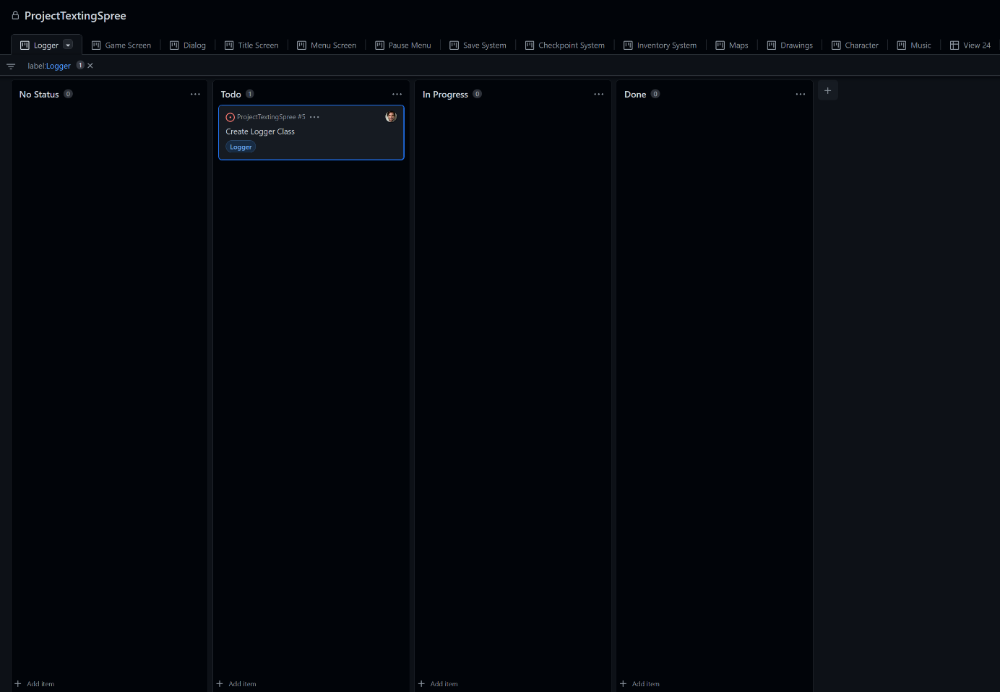 ProjectTextingSpree
Logger
Game Screen
Dialog
Title Screen
Menu Screen
Pause Menu
Save System
Checkpoint System
Inventory System
Maps
Drawings
Character
Music
View 24
label:Logger 1
No Status 0
Todo 1
In Progress 0
Done 0
ProjectTextingSpree #5
Create Logger Class
Logger
Add item
Add item
Add item
Add item